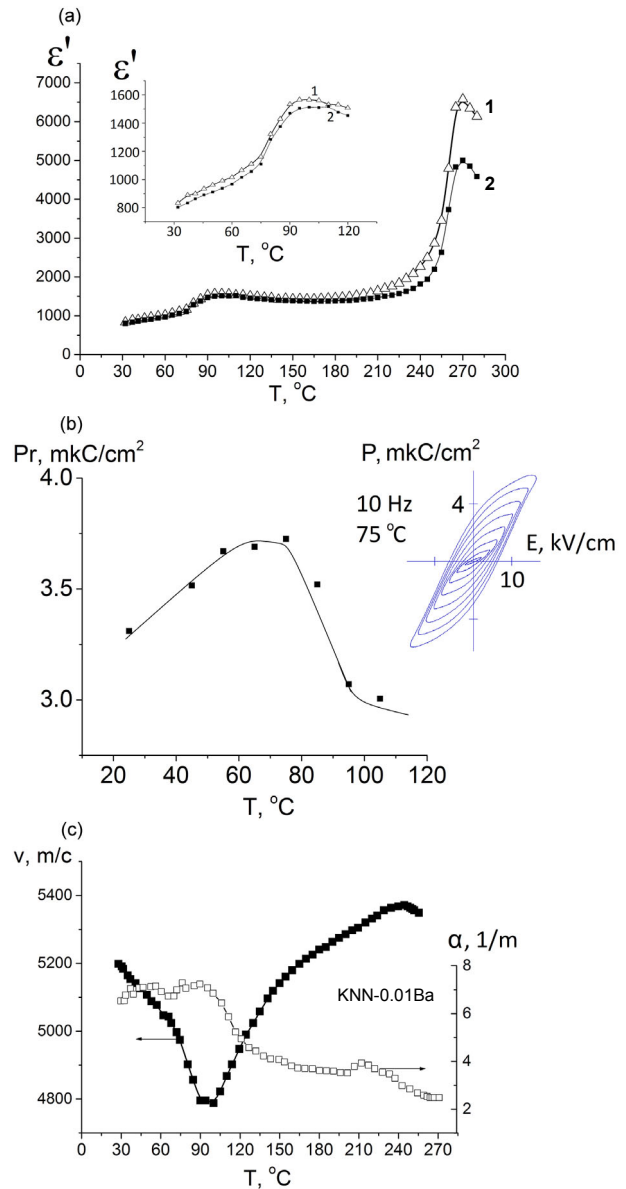 (a)
ε'
7000
6000
5000
4000
3000
2000
1000
0
30 60 90 120 150 180 210 240 270 300
T, °C
1
2
ε'
1600
1400
1200
1000
800
30 60 90 120
T, °C
1
2
(b)
Pr, mkC/cm²
4.0
3.5
3.0
20 40 60 80 100 120
T, °C
P, mkC/cm²
10 Hz
75 °C
4
E, kV/cm
10
(c)
v, m/c
5400
5200
5000
4800
0 30 60 90 120 150 180 210 240 270
T, °C
α, 1/m
8
6
4
2
KNN-0.01Ba